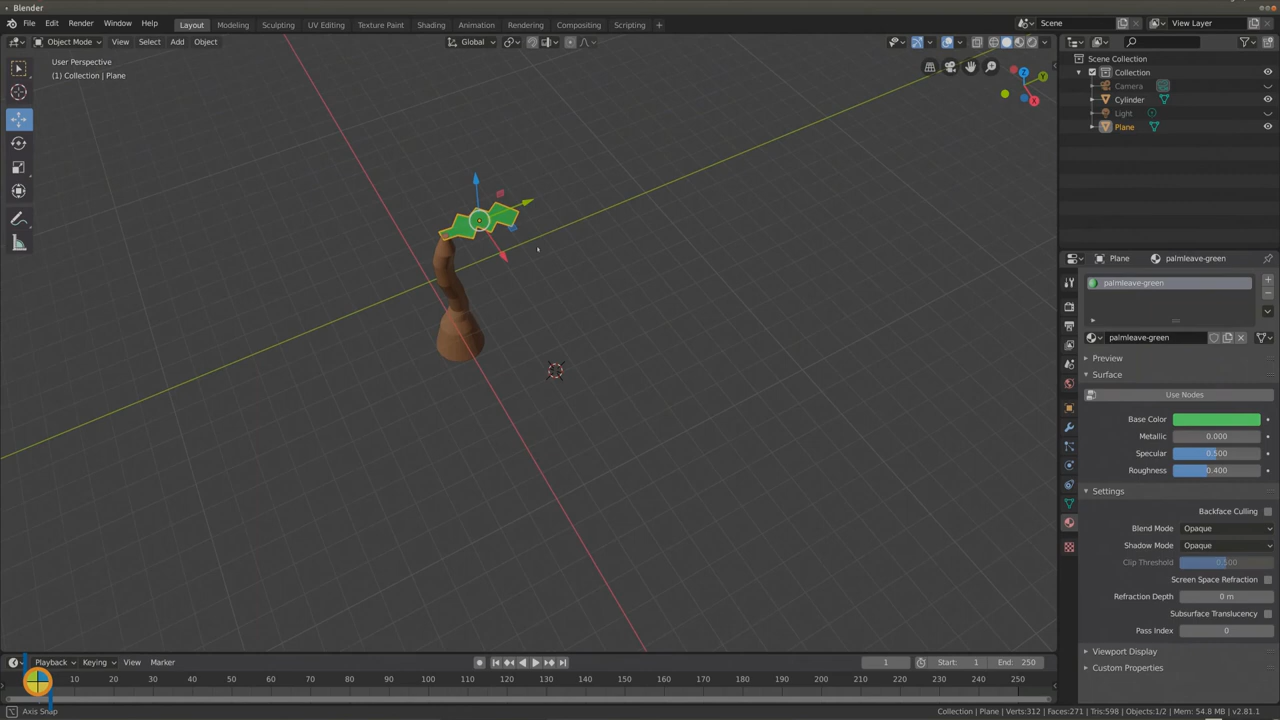 Blender
File Edit Render Window Help Layout Modeling Sculpting UV Editing Texture Paint Shading Animation Rendering Compositing Scripting + Scene View Layer
Object Mode View Select Add Object Global
User Perspective
(1) Collection | Plane
Z
Y
X
Scene Collection
Collection
Camera
Cylinder
Light
Plane
Plane palmleave-green
palmleave-green
palmleave-green
Preview
Surface
Use Nodes
Base Color
Metallic 0.000
Specular 0.500
Roughness 0.400
Settings
Backface Culling
Blend Mode Opaque
Shadow Mode Opaque
Clip Threshold 0.500
Screen Space Refraction
Refraction Depth 0 m
Subsurface Translucency
Pass Index 0
Viewport Display
Custom Properties
Playback Keying View Marker 1 Start: 1 End: 250
10 20 30 40 50 60 70 80 90 100 110 120 130 140 150 160 170 180 190 200 210 220 230 240 250
Axis Snap Collection | Plane | Verts:312 | Faces:271 | Tris:598 | Objects:1/2 | Mem: 54.8 MB | v2.81.1